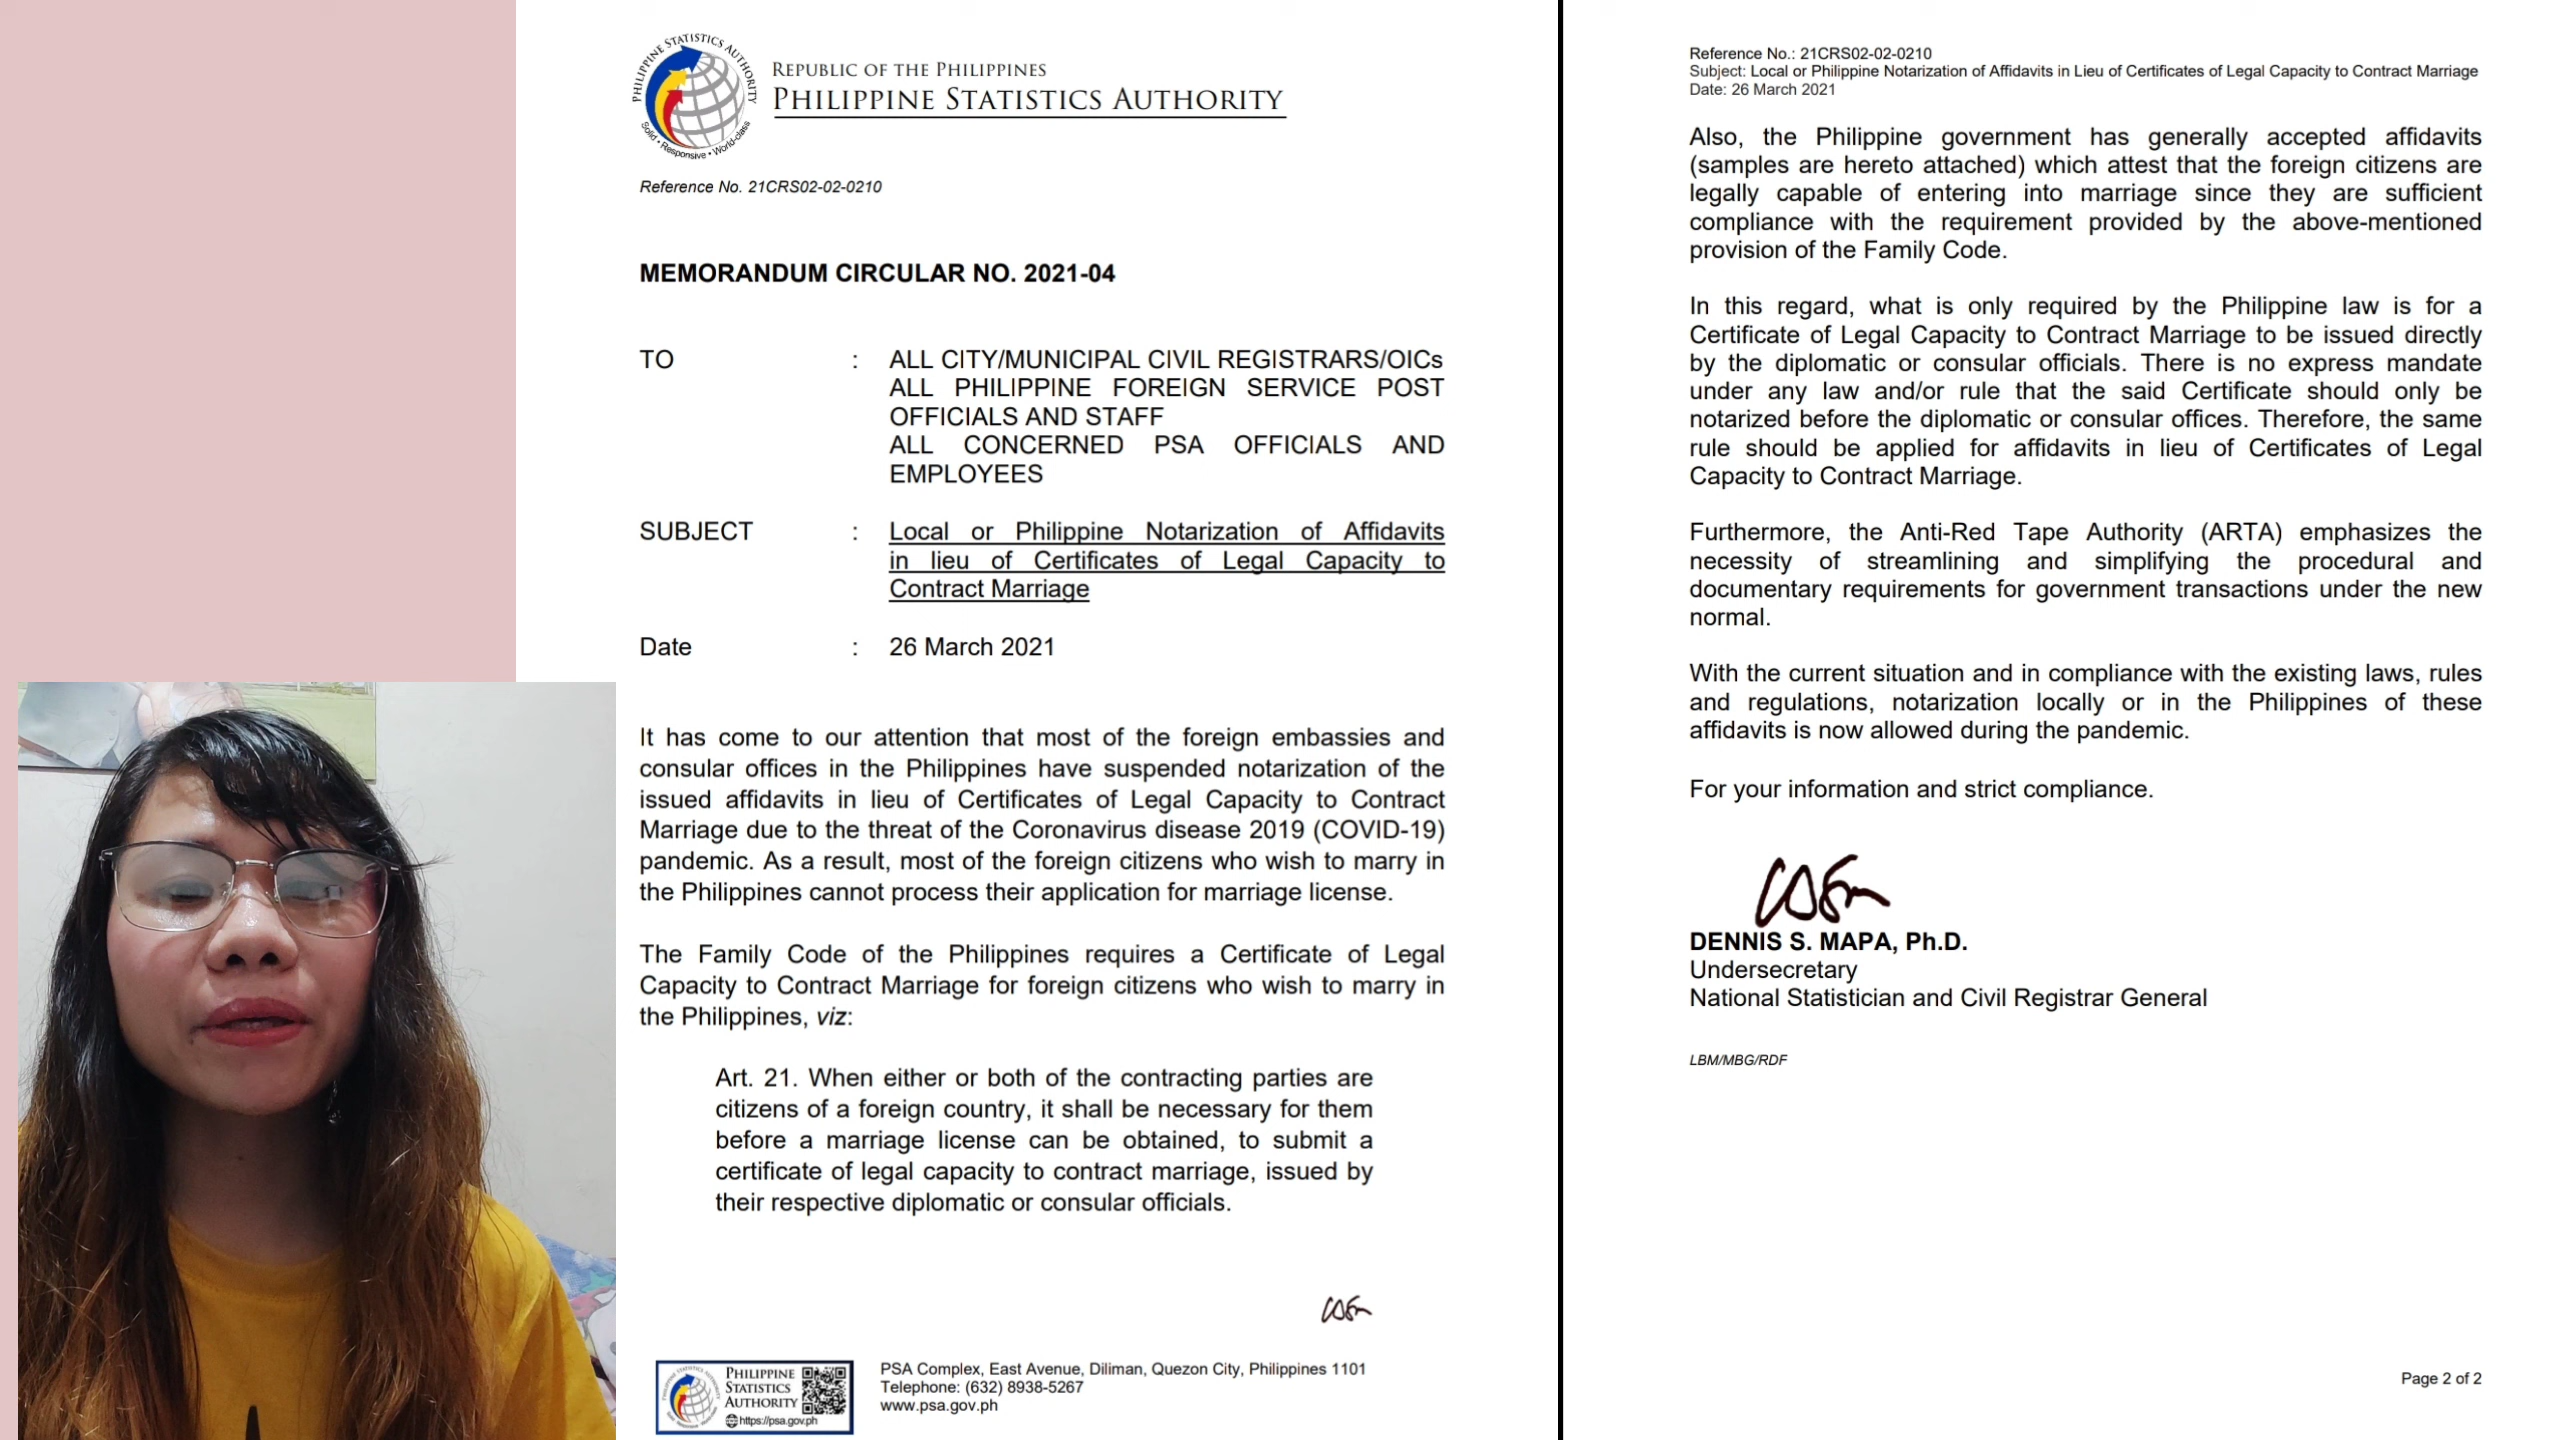 PHILIPPINE STATISTICS AUTHORITY
Solid • Responsive • World-class
REPUBLIC OF THE PHILIPPINES
PHILIPPINE STATISTICS AUTHORITY
Reference No. 21CRS02-02-0210
MEMORANDUM CIRCULAR NO. 2021-04
TO : ALL CITY/MUNICIPAL CIVIL REGISTRARS/OICs
ALL PHILIPPINE FOREIGN SERVICE POST
OFFICIALS AND STAFF
ALL CONCERNED PSA OFFICIALS AND
EMPLOYEES
SUBJECT : Local or Philippine Notarization of Affidavits
in lieu of Certificates of Legal Capacity to
Contract Marriage
Date : 26 March 2021
It has come to our attention that most of the foreign embassies and
consular offices in the Philippines have suspended notarization of the
issued affidavits in lieu of Certificates of Legal Capacity to Contract
Marriage due to the threat of the Coronavirus disease 2019 (COVID-19)
pandemic. As a result, most of the foreign citizens who wish to marry in
the Philippines cannot process their application for marriage license.
The Family Code of the Philippines requires a Certificate of Legal
Capacity to Contract Marriage for foreign citizens who wish to marry in
the Philippines, viz:
Art. 21. When either or both of the contracting parties are
citizens of a foreign country, it shall be necessary for them
before a marriage license can be obtained, to submit a
certificate of legal capacity to contract marriage, issued by
their respective diplomatic or consular officials.
PHILIPPINE
STATISTICS
AUTHORITY
https://psa.gov.ph
PSA Complex, East Avenue, Diliman, Quezon City, Philippines 1101
Telephone: (632) 8938-5267
www.psa.gov.ph
Reference No.: 21CRS02-02-0210
Subject: Local or Philippine Notarization of Affidavits in Lieu of Certificates of Legal Capacity to Contract Marriage
Date: 26 March 2021
Also, the Philippine government has generally accepted affidavits
(samples are hereto attached) which attest that the foreign citizens are
legally capable of entering into marriage since they are sufficient
compliance with the requirement provided by the above-mentioned
provision of the Family Code.
In this regard, what is only required by the Philippine law is for a
Certificate of Legal Capacity to Contract Marriage to be issued directly
by the diplomatic or consular officials. There is no express mandate
under any law and/or rule that the said Certificate should only be
notarized before the diplomatic or consular offices. Therefore, the same
rule should be applied for affidavits in lieu of Certificates of Legal
Capacity to Contract Marriage.
Furthermore, the Anti-Red Tape Authority (ARTA) emphasizes the
necessity of streamlining and simplifying the procedural and
documentary requirements for government transactions under the new
normal.
With the current situation and in compliance with the existing laws, rules
and regulations, notarization locally or in the Philippines of these
affidavits is now allowed during the pandemic.
For your information and strict compliance.
DENNIS S. MAPA, Ph.D.
Undersecretary
National Statistician and Civil Registrar General
LBM/MBG/RDF
Page 2 of 2